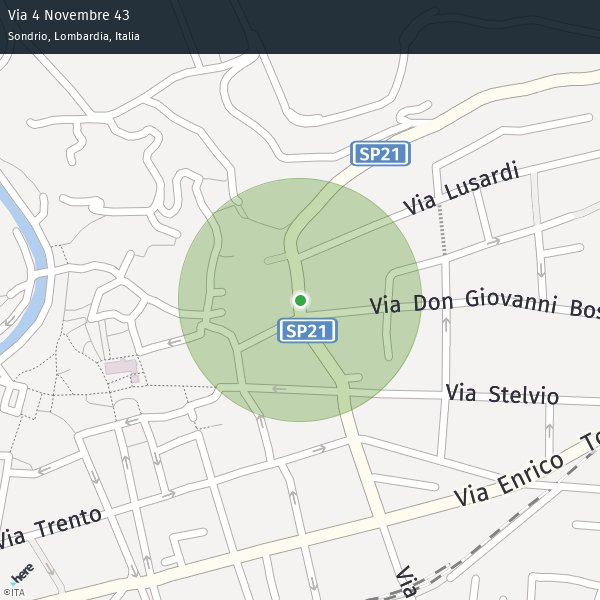 Via 4 Novembre 43
Sondrio, Lombardia, Italia
SP21
Via Lusardi
Via Don Giovanni Bos
SP21
Via Stelvio
Via Enrico To
Via Trento
Via
here
©ITA